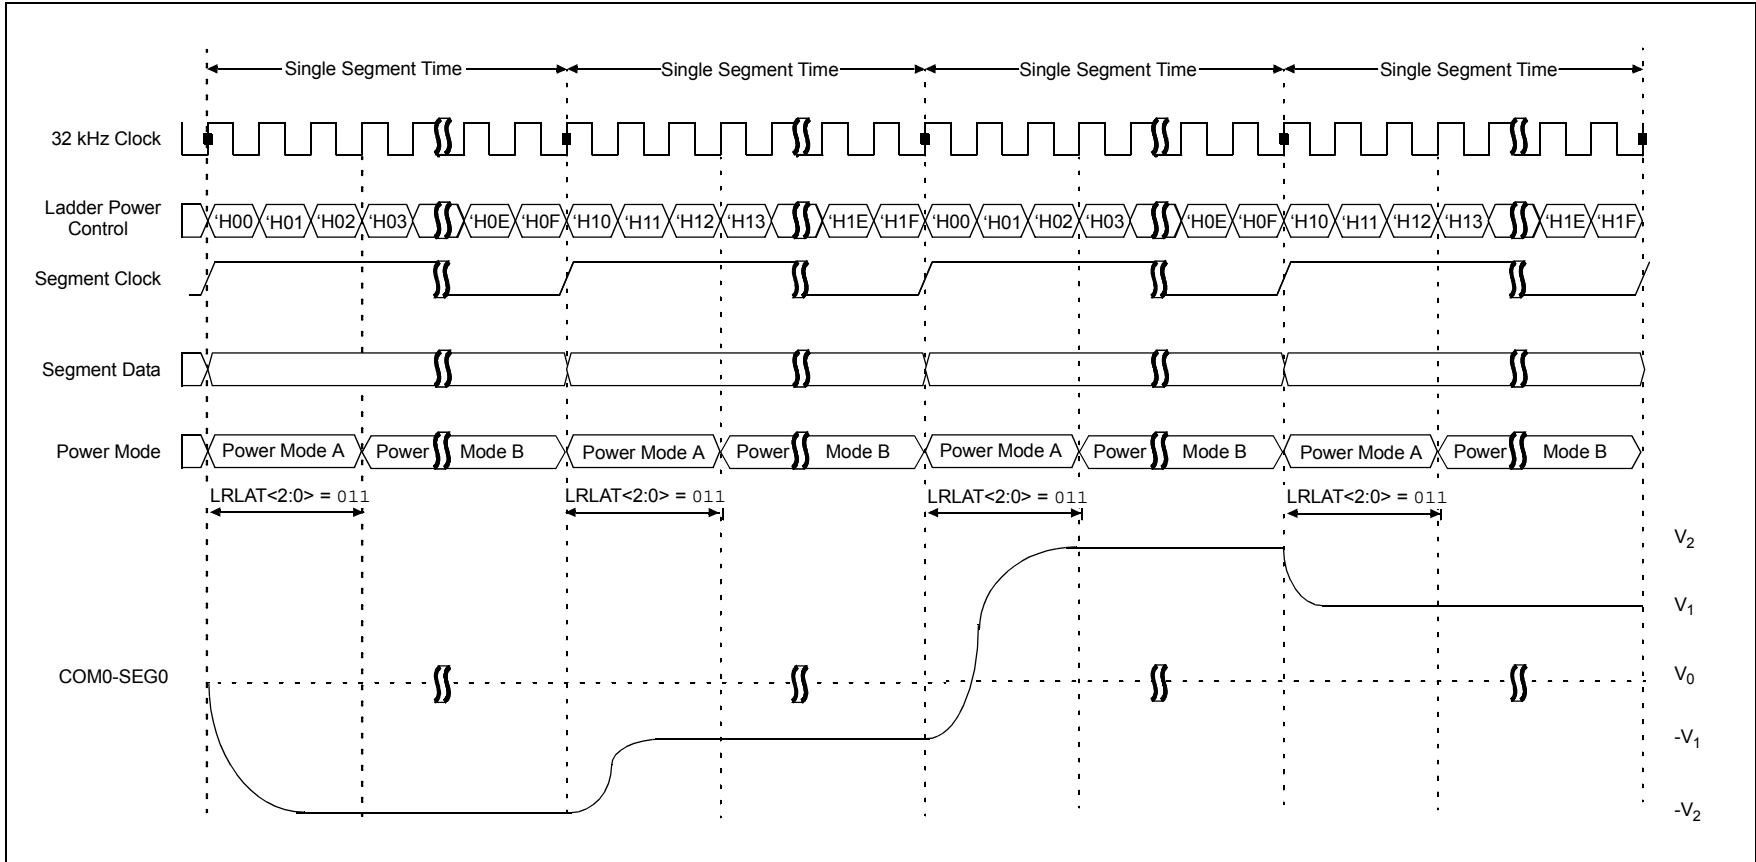 Single Segment Time Single Segment Time Single Segment Time Single Segment Time
32 kHz Clock
Ladder Power
Control
‘H00 ‘H01 ‘H02 ‘H03 ‘H0E ‘H0F ‘H10 ‘H11 ‘H12 ‘H13 ‘H1E ‘H1F ‘H00 ‘H01 ‘H02 ‘H03 ‘H0E ‘H0F ‘H10 ‘H11 ‘H12 ‘H13 ‘H1E ‘H1F
Segment Clock
Segment Data
Power Mode Power Mode A Power Mode B Power Mode A Power Mode B Power Mode A Power Mode B Power Mode A Power Mode B
LRLAT<2:0> = 011 LRLAT<2:0> = 011 LRLAT<2:0> = 011 LRLAT<2:0> = 011
V2
V1
COM0-SEG0 V0
-V1
-V2